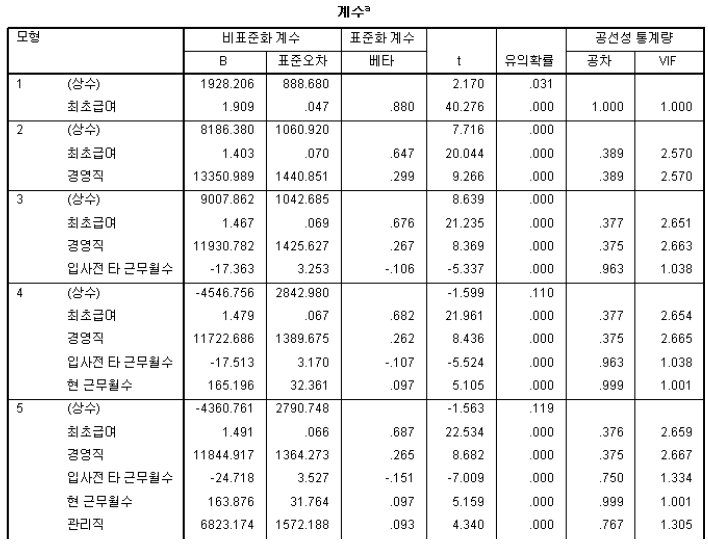 계수ª
모형 비표준화 계수 표준화 계수 t 유의확률 공선성 통계량
B 표준오차 베타 공차 VIF
1 (상수) 1928.206 888.680 2.170 .031
최초급여 1.909 .047 .880 40.276 .000 1.000 1.000
2 (상수) 8186.380 1060.920 7.716 .000
최초급여 1.403 .070 .647 20.044 .000 .389 2.570
경영직 13350.989 1440.851 .299 9.266 .000 .389 2.570
3 (상수) 9007.862 1042.685 8.639 .000
최초급여 1.467 .069 .676 21.235 .000 .377 2.651
경영직 11930.782 1425.627 .267 8.369 .000 .375 2.663
입사전 타 근무월수 -17.363 3.253 -.106 -5.337 .000 .963 1.038
4 (상수) -4546.756 2842.980 -1.599 .110
최초급여 1.479 .067 .682 21.961 .000 .377 2.654
경영직 11722.686 1389.675 .262 8.436 .000 .375 2.665
입사전 타 근무월수 -17.513 3.170 -.107 -5.524 .000 .963 1.038
현 근무월수 165.196 32.361 .097 5.105 .000 .999 1.001
5 (상수) -4360.761 2790.748 -1.563 .119
최초급여 1.491 .066 .687 22.534 .000 .376 2.659
경영직 11844.917 1364.273 .265 8.682 .000 .375 2.667
입사전 타 근무월수 -24.718 3.527 -.151 -7.009 .000 .750 1.334
현 근무월수 163.876 31.764 .097 5.159 .000 .999 1.001
관리직 6823.174 1572.188 .093 4.340 .000 .767 1.305